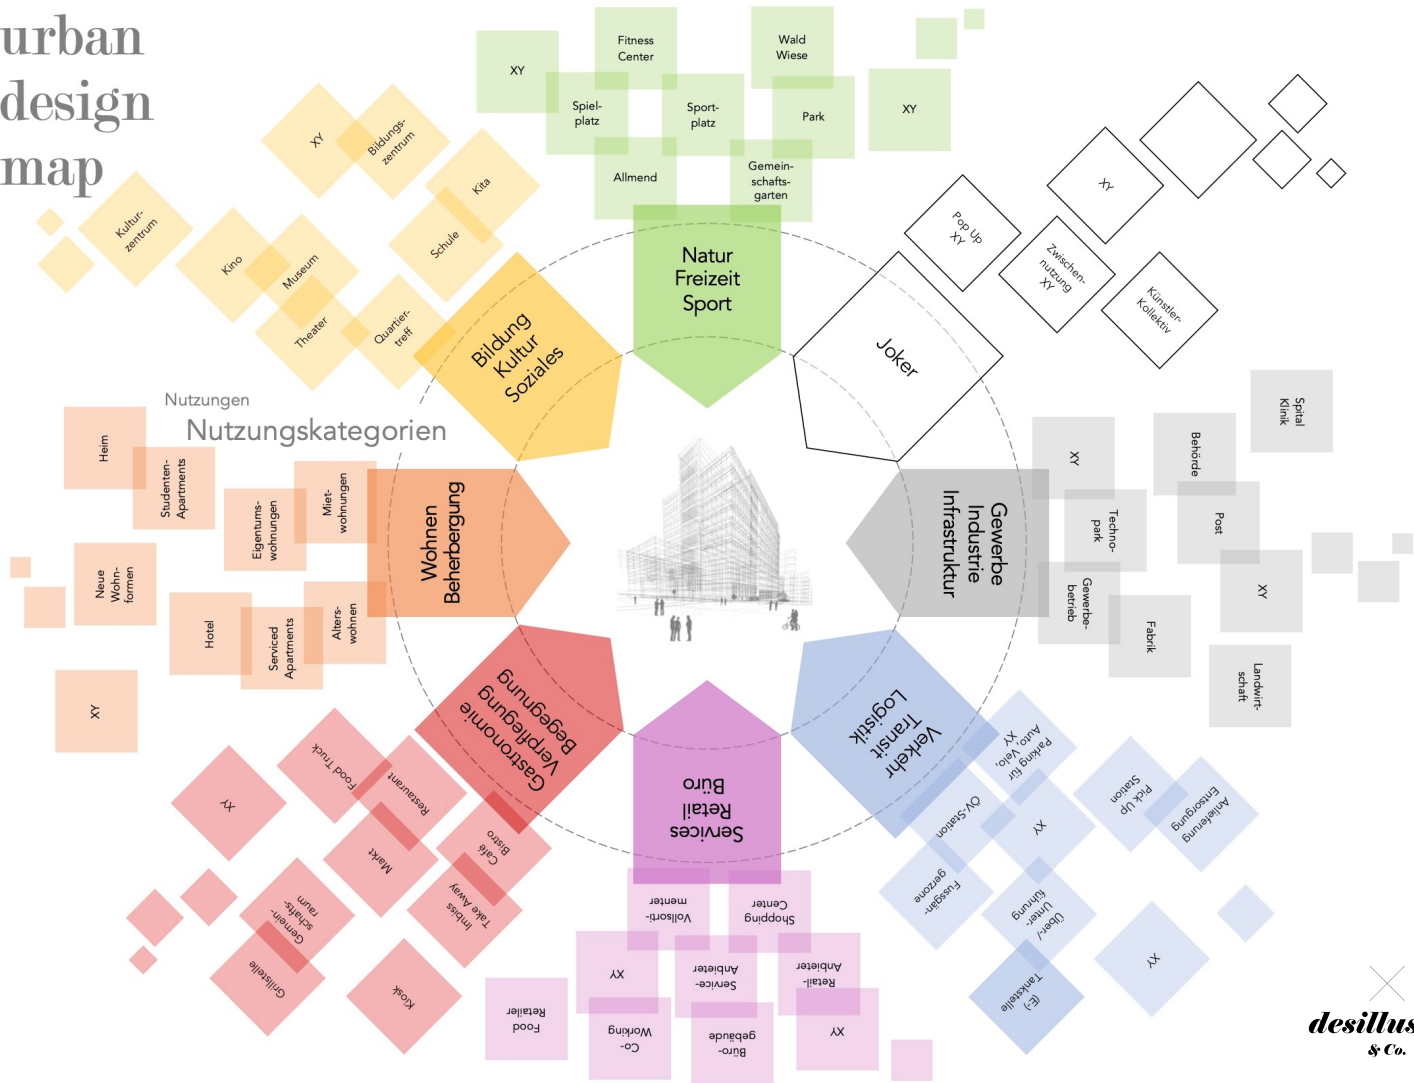 urban
design
map
XY
Fitness
Center
Wald
Wiese
Spiel-
platz
Sport-
platz
Park
XY
Allmend
Gemein-
schafts-
garten
Natur
Freizeit
Sport
XY
Bildungs-
zentrum
Kita
Schule
Kultur-
zentrum
Kino
Museum
Theater
Quartier-
treff
Bildung
Kultur
Soziales
Pop Up
XY
XY
Zwischen-
nutzung
XY
Künstler-
Kollektiv
Joker
Nutzungen
Nutzungskategorien
Heim
Studenten-
Apartments
Eigentums-
wohnungen
Miet-
wohnungen
Neue
Wohn-
formen
Hotel
Serviced
Apartments
Alters-
wohnen
XY
Wohnen
Beherbergung
Gewerbe
Industrie
Infrastruktur
XY
Techno-
park
Gewerbe-
betrieb
Fabrik
Behörde
Post
XY
Spital
Klinik
Landwirt-
schaft
Gastronomie
Verpflegung
Begegnung
Food Truck
Restaurant
XY
Markt
Bistro
Café
Imbiss
Take Away
Gemein-
schafts-
raum
Grillstelle
Kiosk
Services
Retail
Büro
Vollsorti-
menter
Shopping
Center
XY
Service-
Anbieter
Retail-
Anbieter
Food
Retailer
Co-
Working
Büro-
gebäude
XY
Verkehr
Transit
Logistik
Parking für
Auto, Velo,
XY
ÖV-Station
XY
Pick Up
Station
Anlieferung
Entsorgung
Fussgän-
gerzone
Über-/
Unter-
führung
(E-)
Tankstelle
XY
desillus
& Co.